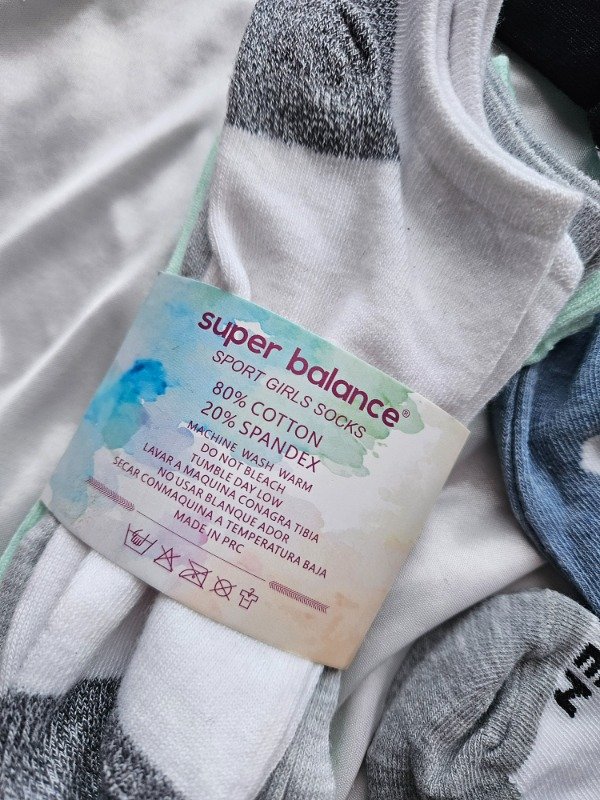 super balance®
SPORT GIRLS SOCKS
80% COTTON
20% SPANDEX
MACHINE WASH WARM
DO NOT BLEACH
TUMBLE DAY LOW
LAVAR A MAQUINA CONAGRA TIBIA
NO USAR BLANQUE ADOR
SECAR CONMAQUINA A TEMPERATURA BAJA
MADE IN PRC